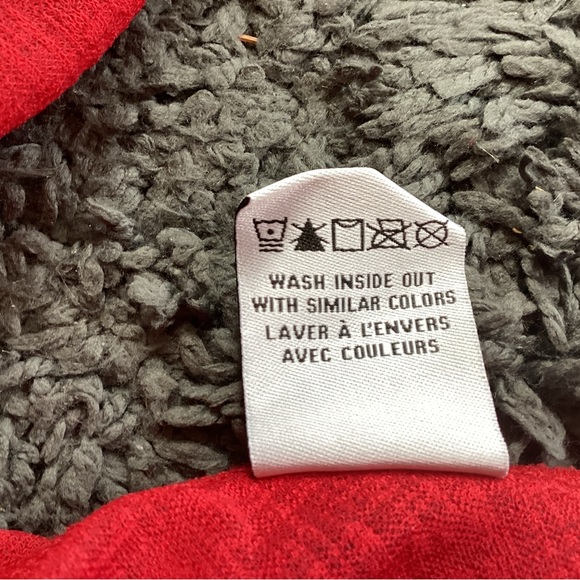 WASH INSIDE OUT
WITH SIMILAR COLORS
LAVER À L'ENVERS
AVEC COULEURS